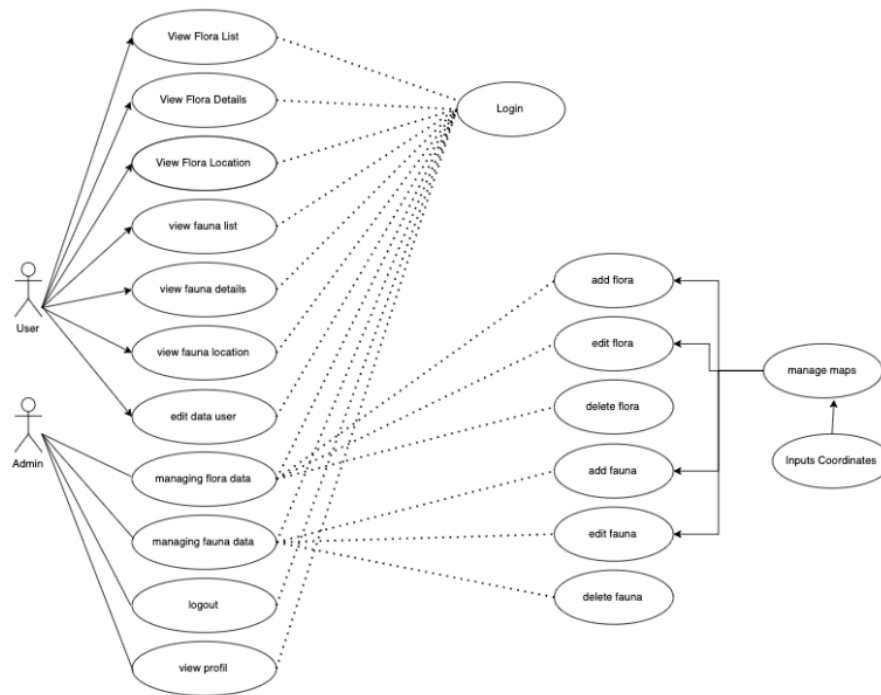 View Flora List
View Flora Details
Login
View Flora Location
view fauna list
view fauna details
add flora
User
view fauna location
edit flora
manage maps
edit data user
delete flora
Admin
managing flora data
add fauna
Inputs Coordinates
managing fauna data
edit fauna
logout
delete fauna
view profil